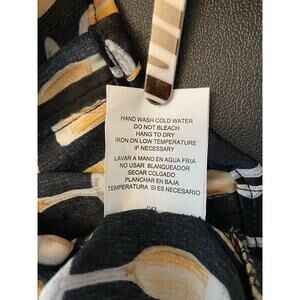 HAND WASH COLD WATER
DO NOT BLEACH
HANG TO DRY
IRON ON LOW TEMPERATURE
IF NECESSARY
LAVAR A MANO EN AGUA FRIA
NO USAR BLANQUEADOR
SECAR COLGADO
PLANCHAR EN BAJA
TEMPERATURA SI ES NECESARIO